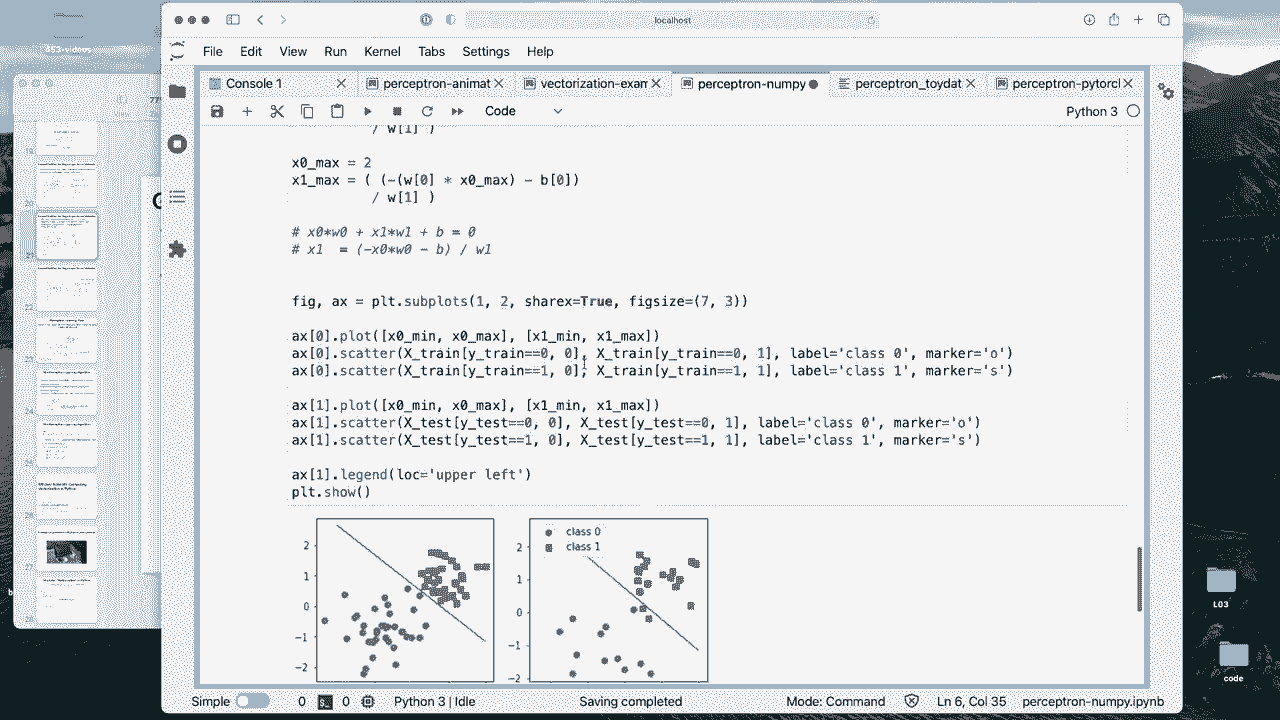 localhost
453-videos
File Edit View Run Kernel Tabs Settings Help
Console 1 perceptron-animat vectorization-exam perceptron-numpy perceptron_toydat perceptron-pytorcl
Code Python 3
/ w[1] )
x0_max = 2
x1_max = ( (-(w[0] * x0_max) - b[0])
/ w[1] )
# x0*w0 + x1*w1 + b = 0
# x1  = (-x0*w0 - b) / w1
fig, ax = plt.subplots(1, 2, sharex=True, figsize=(7, 3))
ax[0].plot([x0_min, x0_max], [x1_min, x1_max])
ax[0].scatter(X_train[y_train==0, 0], X_train[y_train==0, 1], label='class 0', marker='o')
ax[0].scatter(X_train[y_train==1, 0], X_train[y_train==1, 1], label='class 1', marker='s')
ax[1].plot([x0_min, x0_max], [x1_min, x1_max])
ax[1].scatter(X_test[y_test==0, 0], X_test[y_test==0, 1], label='class 0', marker='o')
ax[1].scatter(X_test[y_test==1, 0], X_test[y_test==1, 1], label='class 1', marker='s')
ax[1].legend(loc='upper left')
plt.show()
class 0
class 1
2 2
1 1
0 0
-1 -1
-2 -2
L03
code
Simple 0 0 Python 3 | Idle Saving completed Mode: Command Ln 6, Col 35 perceptron-numpy.ipynb